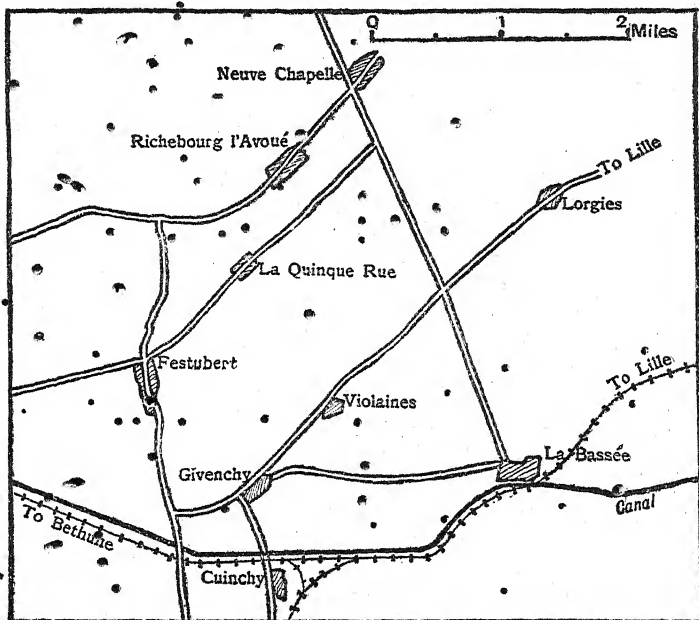 0 1 2 Miles
Neuve Chapelle
Richebourg l'Avoué
To Lille
Lorgies
La Quinque Rue
Festubert
To Lille
Violaines
La Bassée
Givenchy
Canal
To Bethune
Cuinchy